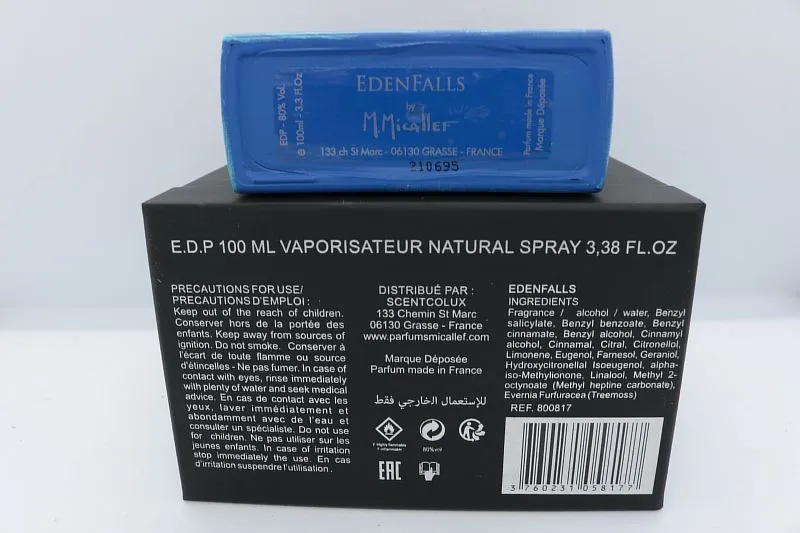 EDENFALLS
by
M.Micallef
EDP - 80% Vol.
℮ 100ml - 3.3 fl.Oz
Parfum made in France
Marque Déposée
133 ch St Marc - 06130 GRASSE - FRANCE
210695
E.D.P 100 ML VAPORISATEUR NATURAL SPRAY 3,38 FL.OZ
PRECAUTIONS FOR USE/
PRECAUTIONS D'EMPLOI :
Keep out of the reach of children.
Conserver hors de la portée des
enfants. Keep away from sources of
ignition. Do not smoke. Conserver à
l'écart de toute flamme ou source
d'étincelles - Ne pas fumer. In case of
contact with eyes, rinse immediately
with plenty of water and seek medical
advice. En cas de contact avec les
yeux, laver immédiatement et
abondamment avec de l'eau et
consulter un spécialiste. Do not use
for children. Ne pas utiliser sur les
jeunes enfants. In case of irritation
stop immediately the use. En cas
d'irritation suspendre l'utilisation.
DISTRIBUÉ PAR :
SCENTCOLUX
133 Chemin St Marc
06130 Grasse - France
www.parfumsmicallef.com
Marque Déposée
Parfum made in France
للإستعمال الخارجي فقط
F-Highly flammable
F-inflammable
80%vol
EAC
EDENFALLS
INGREDIENTS
Fragrance / alcohol / water, Benzyl
salicylate, Benzyl benzoate, Benzyl
cinnamate, Benzyl alcohol, Cinnamyl
alcohol, Cinnamal, Citral, Citronellol,
Limonene, Eugenol, Farnesol, Geraniol,
Hydroxycitronellal Isoeugenol, alpha-
iso-Methylionone, Linalool, Methyl 2-
octynoate (Methyl heptine carbonate),
Evernia Furfuracea (Treemoss)
REF. 800817
3 760231 058177